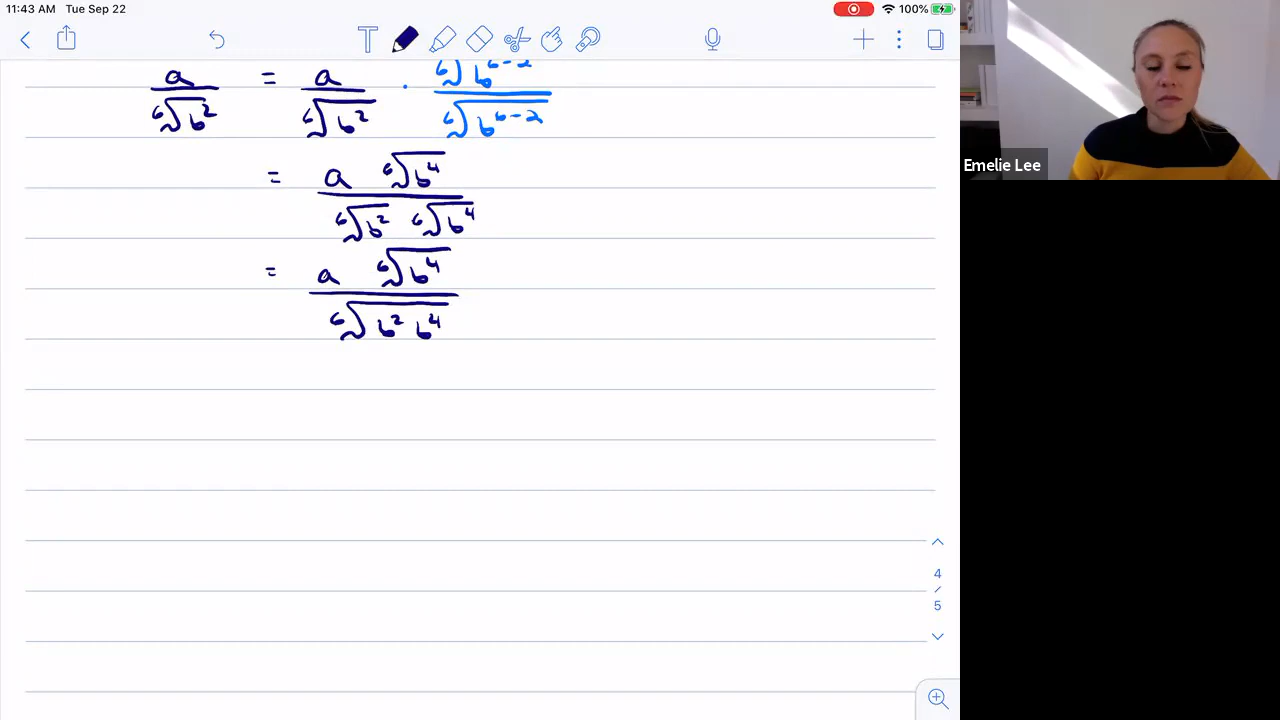 11:43 AM Tue Sep 22
100%
T
a/⁶√b² = a/⁶√b² · ⁶√b⁶⁻²/⁶√b⁶⁻²
= a ⁶√b⁴/⁶√b² ⁶√b⁴
= a ⁶√b⁴/⁶√b² b⁴
Emelie Lee
4
/
5